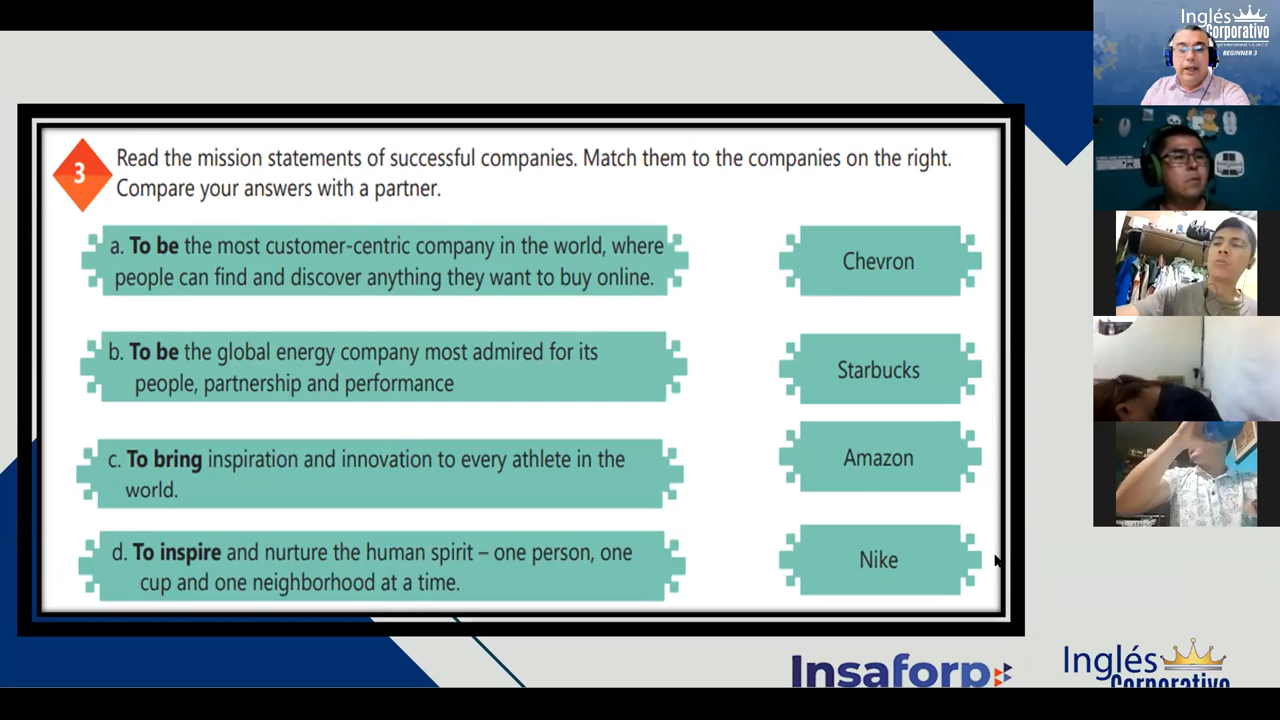 3
Read the mission statements of successful companies. Match them to the companies on the right.
Compare your answers with a partner.
a. To be the most customer-centric company in the world, where
people can find and discover anything they want to buy online.
Chevron
b. To be the global energy company most admired for its
people, partnership and performance
Starbucks
c. To bring inspiration and innovation to every athlete in the
world.
Amazon
d. To inspire and nurture the human spirit – one person, one
cup and one neighborhood at a time.
Nike
Insaforp
Inglés
Corporativo
Inglés
Corporativo
BEGINNER 3